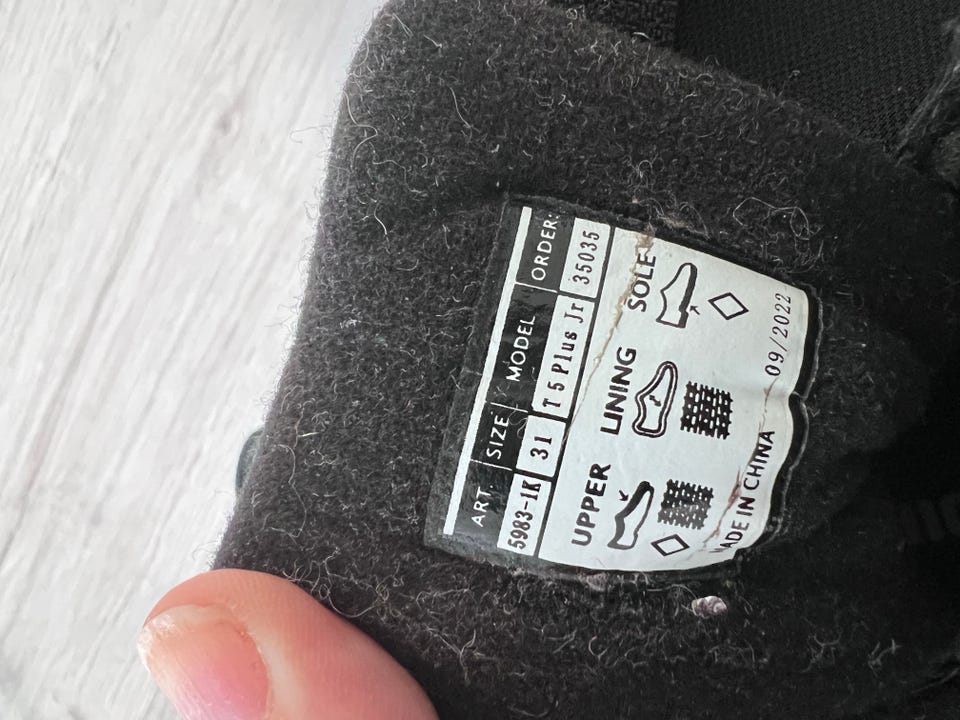 ART SIZE MODEL ORDER:
5983-1K 31 T 5 Plus Jr 35035
UPPER LINING SOLE
MADE IN CHINA 09/2022